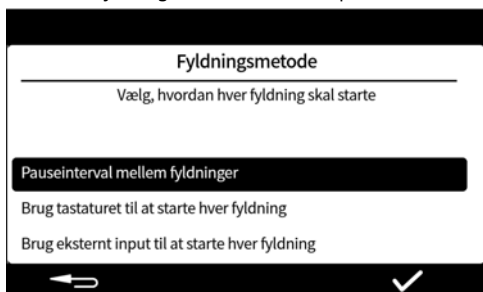 Fyldningsmetode
Vælg, hvordan hver fyldning skal starte
Pauseinterval mellem fyldninger
Brug tastaturet til at starte hver fyldning
Brug eksternt input til at starte hver fyldning